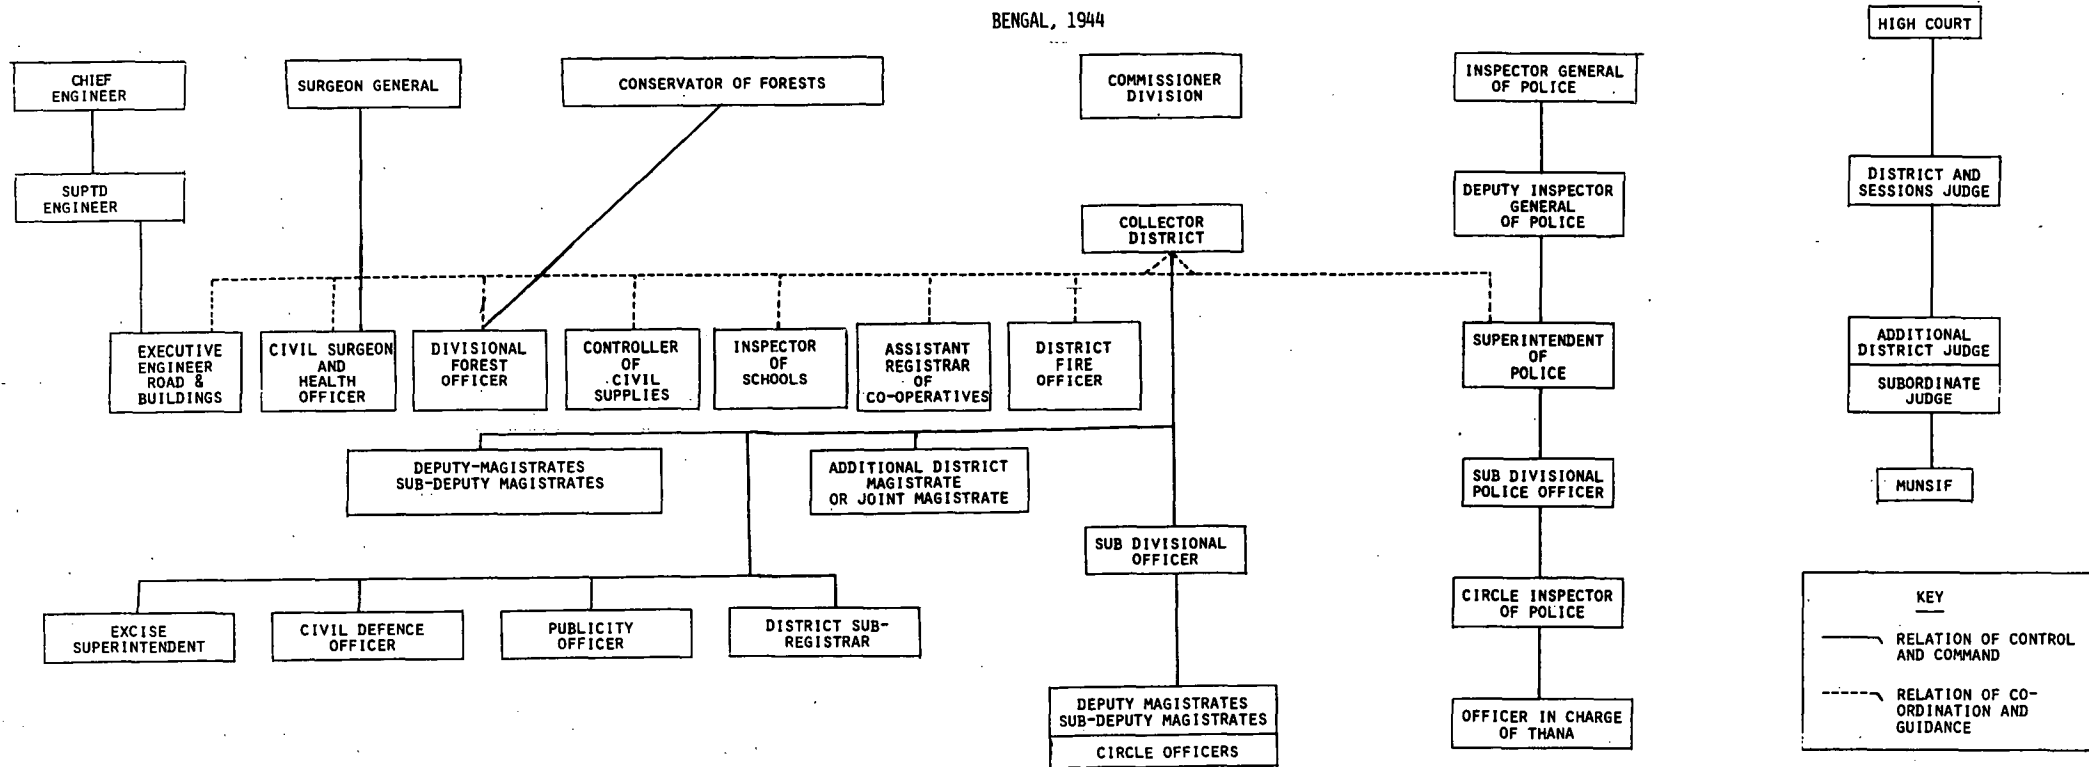 BENGAL, 1944
HIGH COURT
CHIEF
ENGINEER
SURGEON GENERAL
CONSERVATOR OF FORESTS
COMMISSIONER
DIVISION
INSPECTOR GENERAL
OF POLICE
SUPTD
ENGINEER
DEPUTY INSPECTOR
GENERAL
OF POLICE
DISTRICT AND
SESSIONS JUDGE
COLLECTOR
DISTRICT
EXECUTIVE
ENGINEER
ROAD &
BUILDINGS
CIVIL SURGEON
AND
HEALTH
OFFICER
DIVISIONAL
FOREST
OFFICER
CONTROLLER
OF
CIVIL
SUPPLIES
INSPECTOR
OF
SCHOOLS
ASSISTANT
REGISTRAR
OF
CO-OPERATIVES
DISTRICT
FIRE
OFFICER
SUPERINTENDENT
OF
POLICE
ADDITIONAL
DISTRICT JUDGE
SUBORDINATE
JUDGE
DEPUTY-MAGISTRATES
SUB-DEPUTY MAGISTRATES
ADDITIONAL DISTRICT
MAGISTRATE
OR JOINT MAGISTRATE
SUB DIVISIONAL
POLICE OFFICER
MUNSIF
SUB DIVISIONAL
OFFICER
EXCISE
SUPERINTENDENT
CIVIL DEFENCE
OFFICER
PUBLICITY
OFFICER
DISTRICT SUB-
REGISTRAR
CIRCLE INSPECTOR
OF POLICE
DEPUTY MAGISTRATES
SUB-DEPUTY MAGISTRATES
CIRCLE OFFICERS
OFFICER IN CHARGE
OF THANA
KEY
RELATION OF CONTROL
AND COMMAND
RELATION OF CO-
ORDINATION AND
GUIDANCE